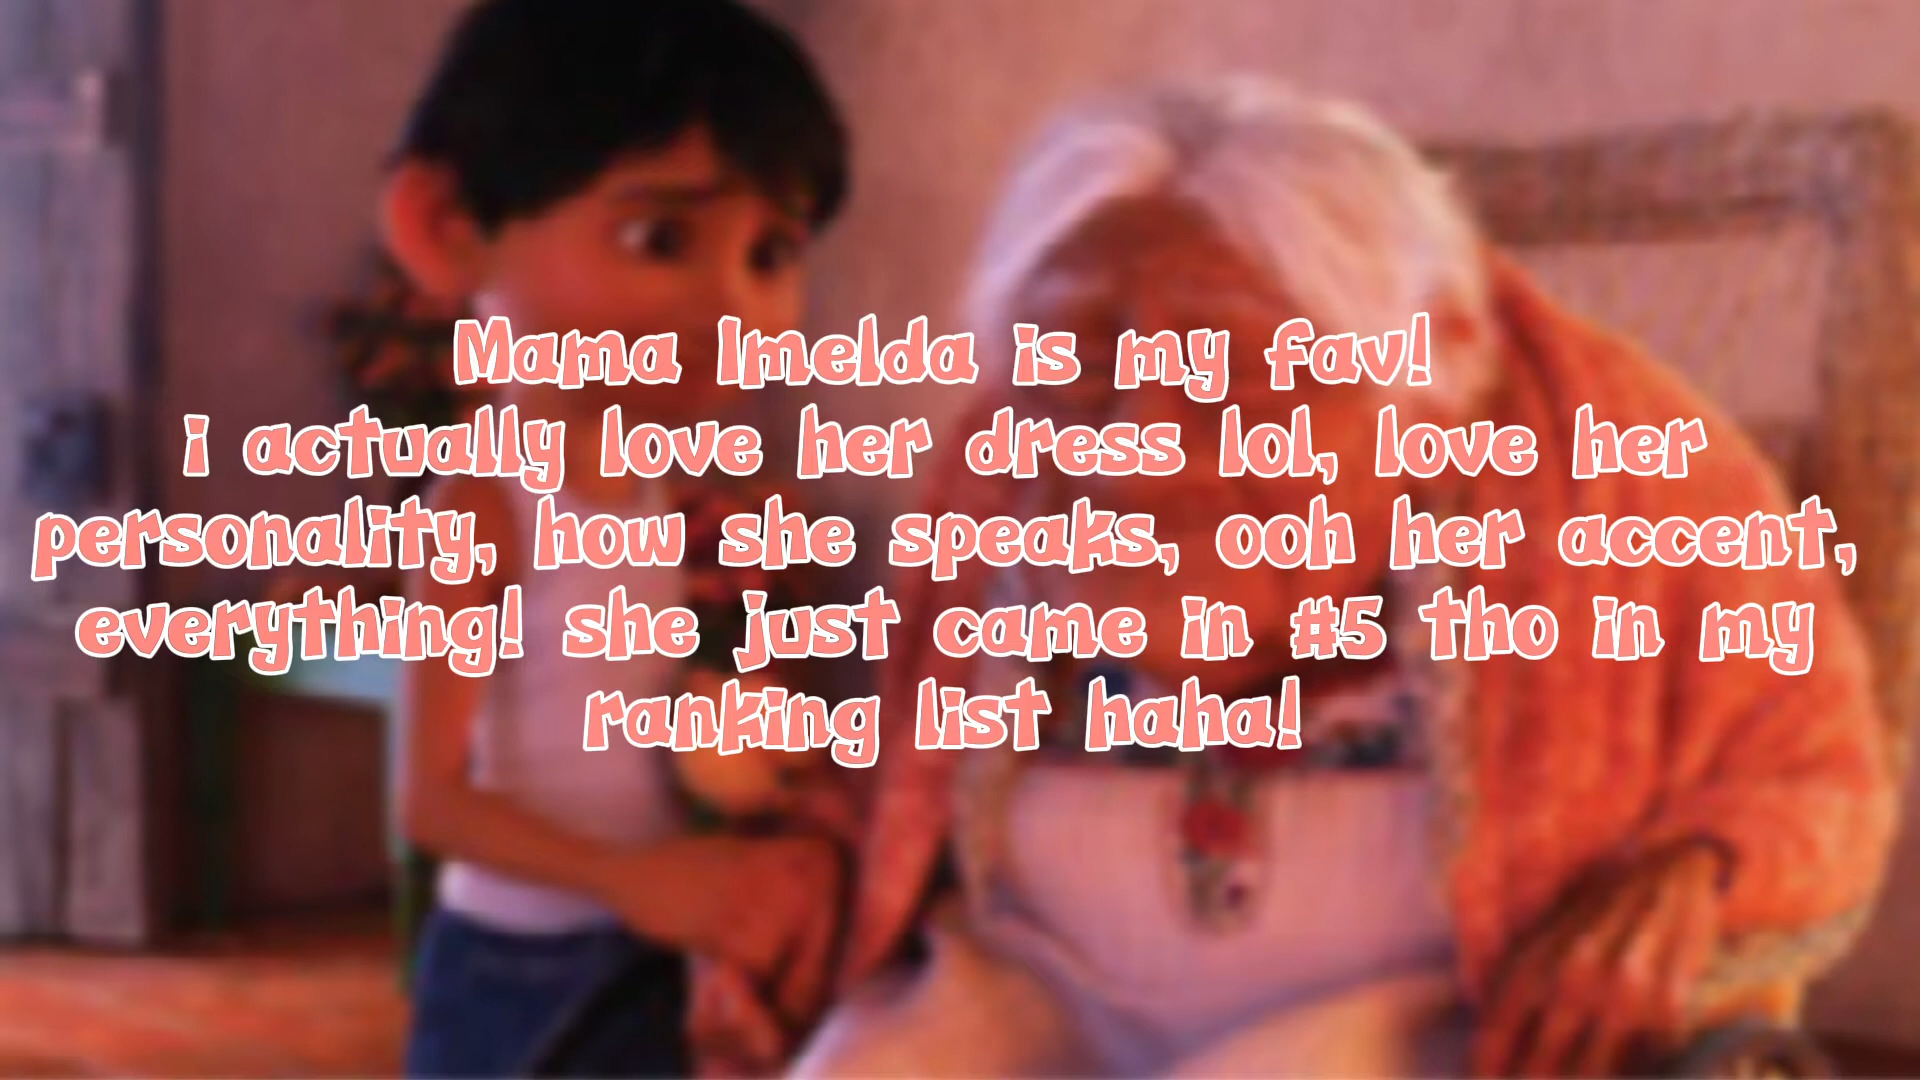 Mama Imelda is my fav!
i actually love her dress lol, love her
personality, how she speaks, ooh her accent,
everything! she just came in #5 tho in my
ranking list haha!